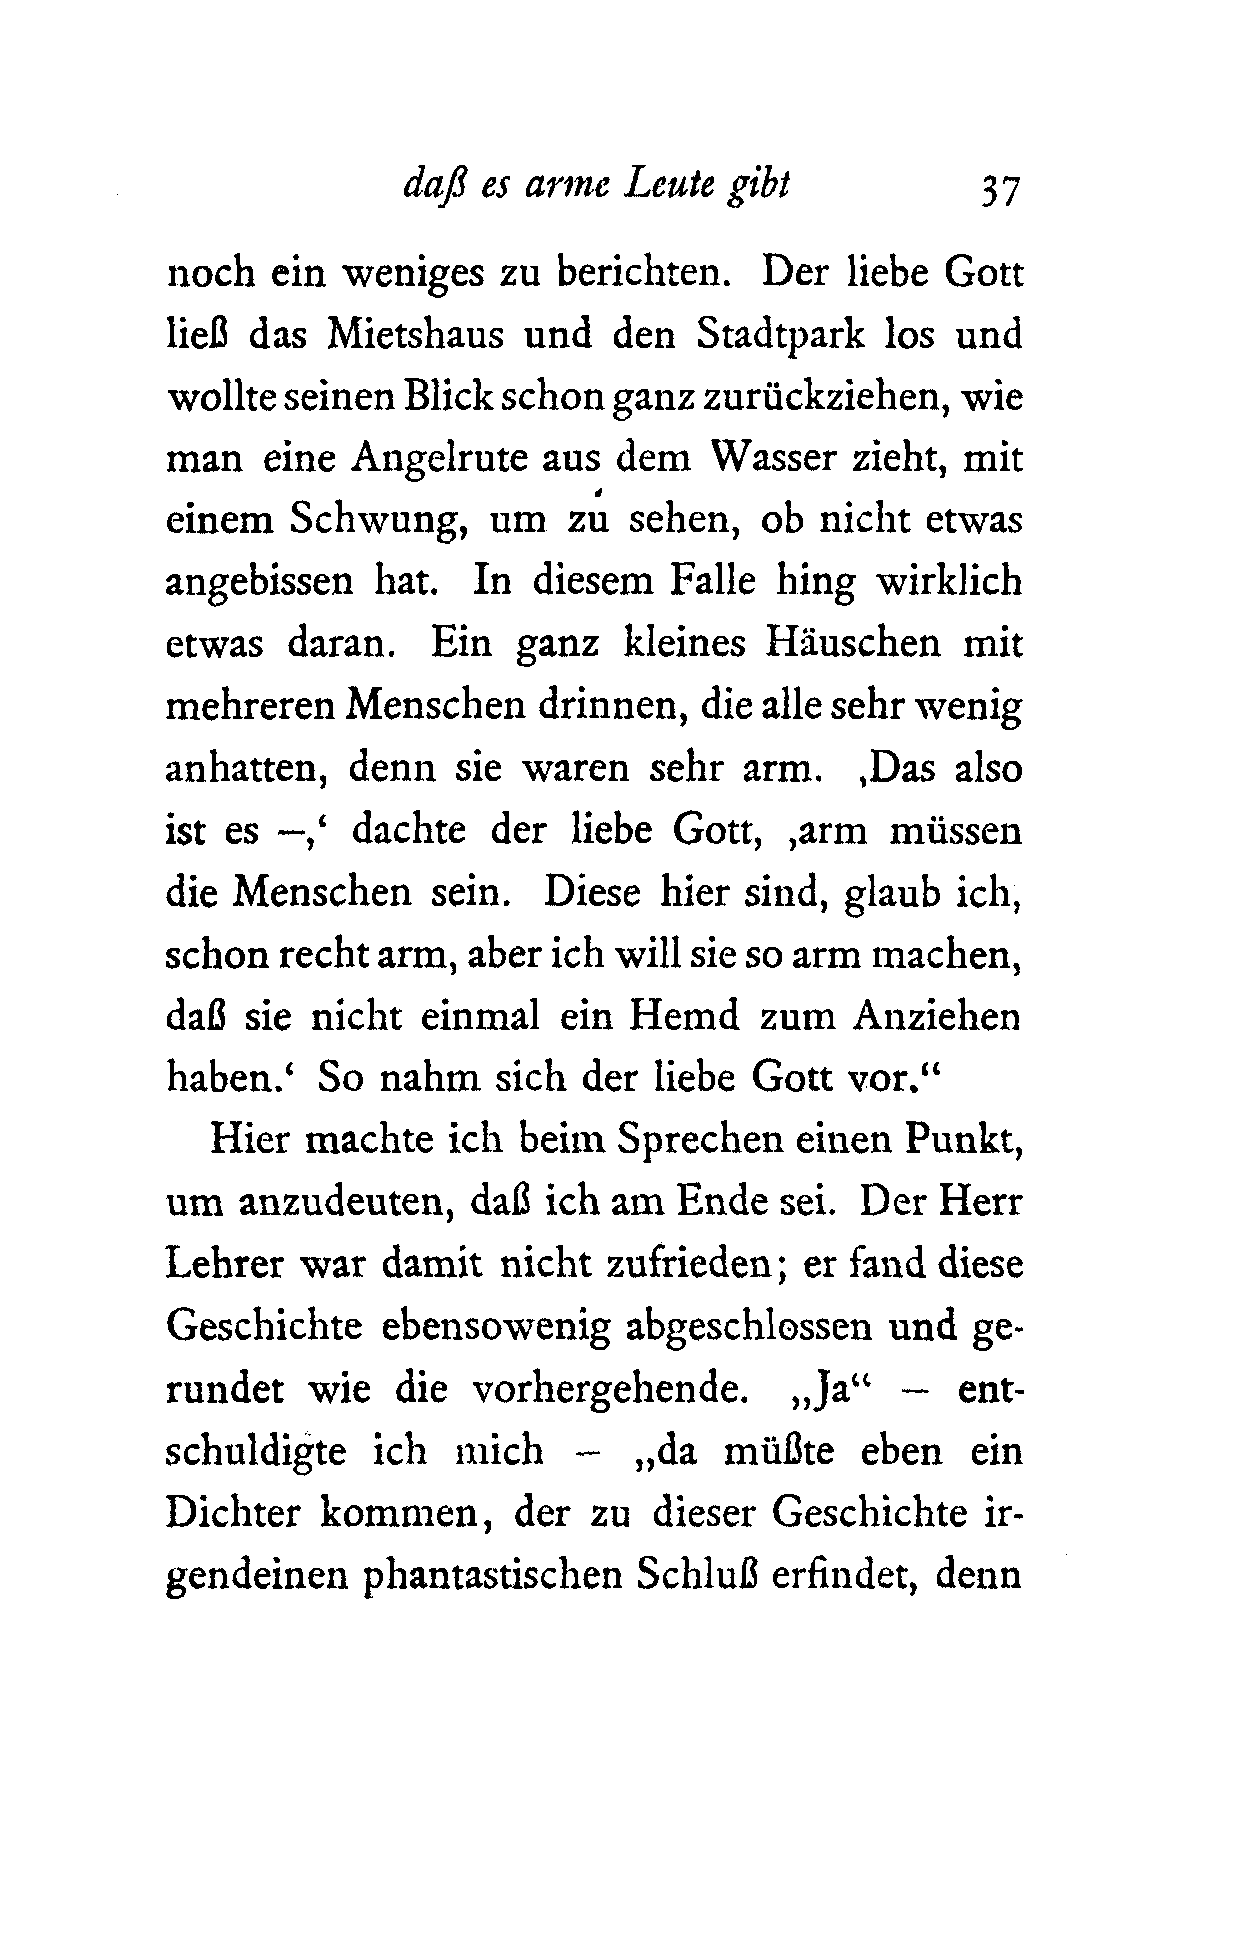 daß es arme Leute gibt 37
noch ein weniges zu berichten. Der liebe Gott
ließ das Mietshaus und den Stadtpark los und
wollte seinen Blick schon ganz zurückziehen, wie
man eine Angelrute aus dem Wasser zieht, mit
einem Schwung, um zu sehen, ob nicht etwas
angebissen hat. In diesem Falle hing wirklich
etwas daran. Ein ganz kleines Häuschen mit
mehreren Menschen drinnen, die alle sehr wenig
anhatten, denn sie waren sehr arm. ‚Das also
ist es –,‘ dachte der liebe Gott, ‚arm müssen
die Menschen sein. Diese hier sind, glaub ich,
schon recht arm, aber ich will sie so arm machen,
daß sie nicht einmal ein Hemd zum Anziehen
haben.‘ So nahm sich der liebe Gott vor.“
Hier machte ich beim Sprechen einen Punkt,
um anzudeuten, daß ich am Ende sei. Der Herr
Lehrer war damit nicht zufrieden; er fand diese
Geschichte ebensowenig abgeschlossen und ge-
rundet wie die vorhergehende. „Ja“ – ent-
schuldigte ich mich – „da müßte eben ein
Dichter kommen, der zu dieser Geschichte ir-
gendeinen phantastischen Schluß erfindet, denn